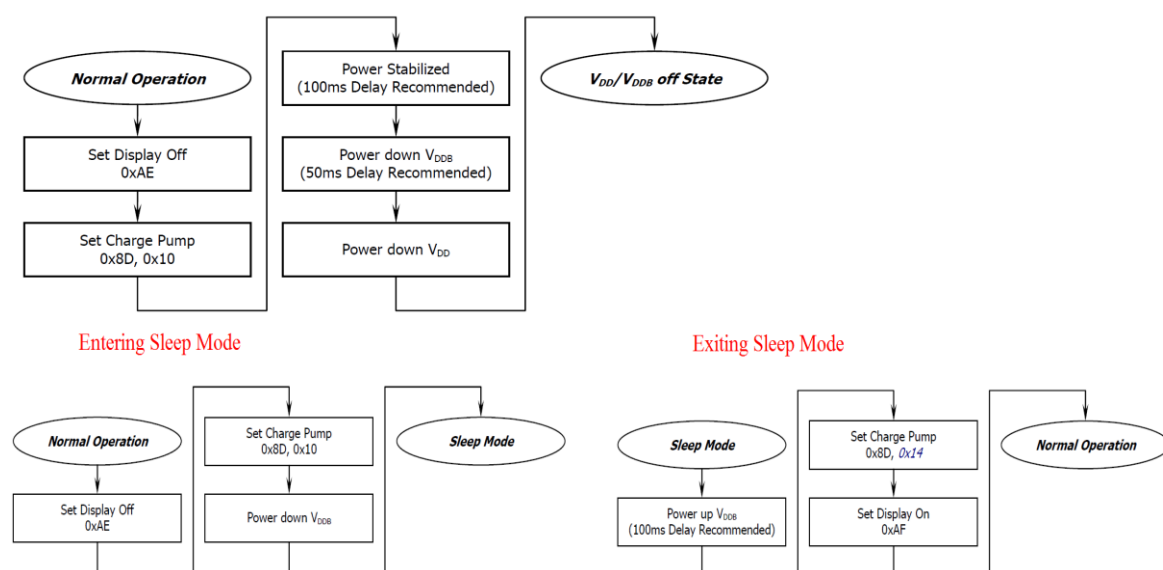 Normal Operation
Set Display Off
0xAE
Set Charge Pump
0x8D, 0x10
Power Stabilized
(100ms Delay Recommended)
Power down VDDB
(50ms Delay Recommended)
Power down VDD
VDD/VDDB off State
Entering Sleep Mode
Normal Operation
Set Display Off
0xAE
Set Charge Pump
0x8D, 0x10
Power down VDDB
Sleep Mode
Exiting Sleep Mode
Sleep Mode
Power up VDDB
(100ms Delay Recommended)
Set Charge Pump
0x8D, 0x14
Set Display On
0xAF
Normal Operation